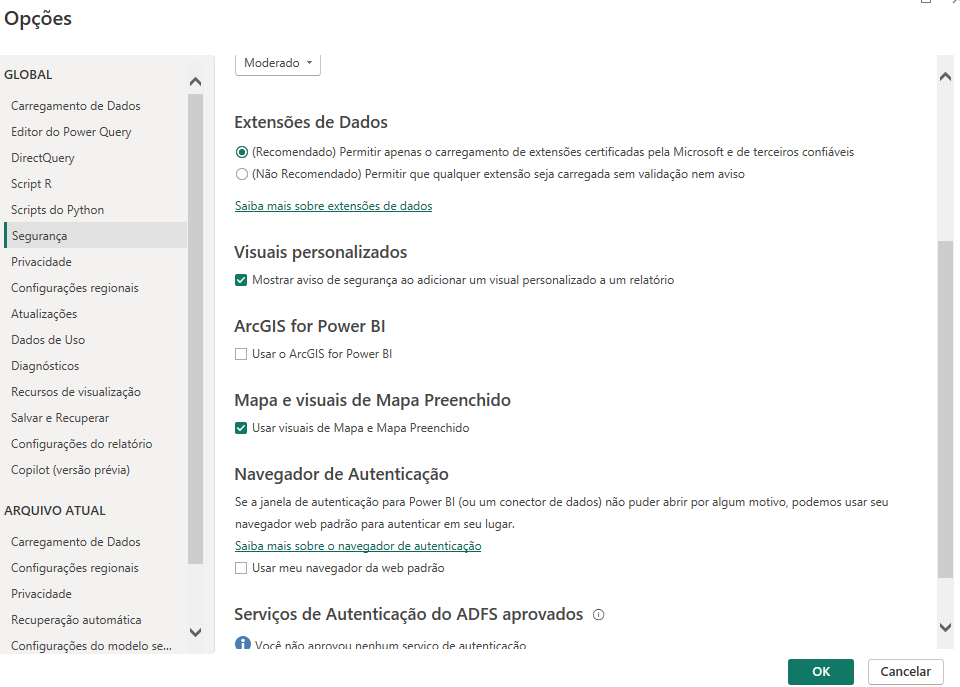 Opções
GLOBAL
Carregamento de Dados
Editor do Power Query
DirectQuery
Script R
Scripts do Python
Segurança
Privacidade
Configurações regionais
Atualizações
Dados de Uso
Diagnósticos
Recursos de visualização
Salvar e Recuperar
Configurações do relatório
Copilot (versão prévia)
ARQUIVO ATUAL
Carregamento de Dados
Configurações regionais
Privacidade
Recuperação automática
Configurações do modelo se...
Moderado
Extensões de Dados
(Recomendado) Permitir apenas o carregamento de extensões certificadas pela Microsoft e de terceiros confiáveis
(Não Recomendado) Permitir que qualquer extensão seja carregada sem validação nem aviso
Saiba mais sobre extensões de dados
Visuais personalizados
Mostrar aviso de segurança ao adicionar um visual personalizado a um relatório
ArcGIS for Power BI
Usar o ArcGIS for Power BI
Mapa e visuais de Mapa Preenchido
Usar visuais de Mapa e Mapa Preenchido
Navegador de Autenticação
Se a janela de autenticação para Power BI (ou um conector de dados) não puder abrir por algum motivo, podemos usar seu
navegador web padrão para autenticar em seu lugar.
Saiba mais sobre o navegador de autenticação
Usar meu navegador da web padrão
Serviços de Autenticação do ADFS aprovados
Você não aprovou nenhum serviço de autenticação
OK
Cancelar